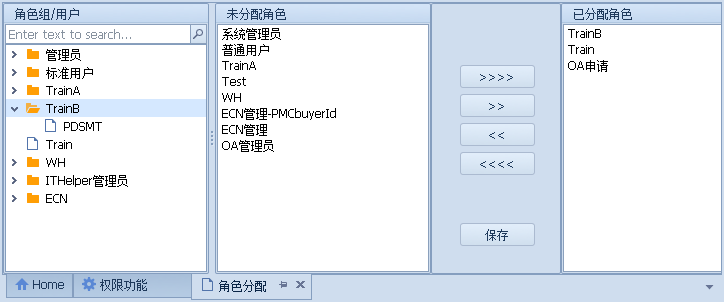 角色组/用户
Enter text to search...
管理员
标准用户
TrainA
TrainB
PDSMT
Train
WH
ITHelper管理员
ECN
未分配角色
系统管理员
普通用户
TrainA
Test
WH
ECN管理-PMCbuyerId
ECN管理
OA管理员
>>>>
>>
<<
<<<<
保存
已分配角色
TrainB
Train
OA申请
Home
权限功能
角色分配